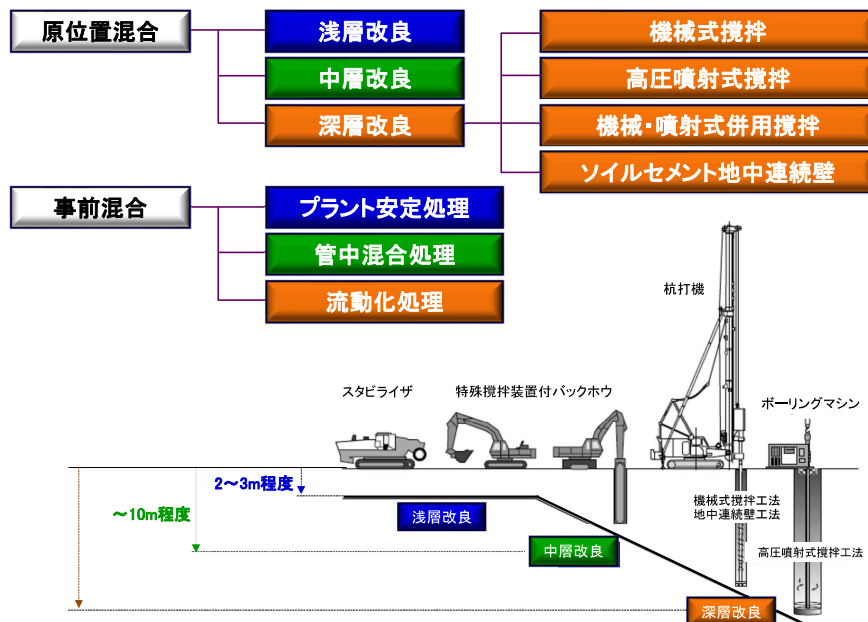 原位置混合
浅層改良
中層改良
深層改良
機械式撹拌
高圧噴射式撹拌
機械・噴射式併用撹拌
ソイルセメント地中連続壁
事前混合
プラント安定処理
管中混合処理
流動化処理
杭打機
スタビライザ
特殊撹拌装置付バックホウ
ボーリングマシン
2～3m程度
～10m程度
浅層改良
中層改良
深層改良
機械式撹拌工法
地中連続壁工法
高圧噴射式撹拌工法